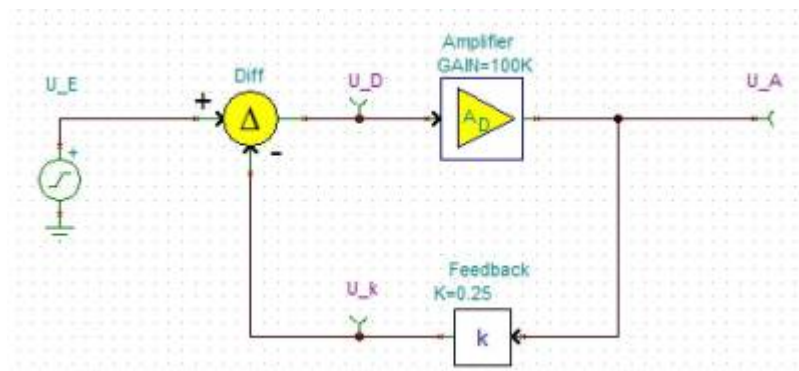 Amplifier
GAIN=100K
U_E
Diff
U_D
U_A
+
Δ
A_D
-
+
Feedback
K=0.25
U_k
k